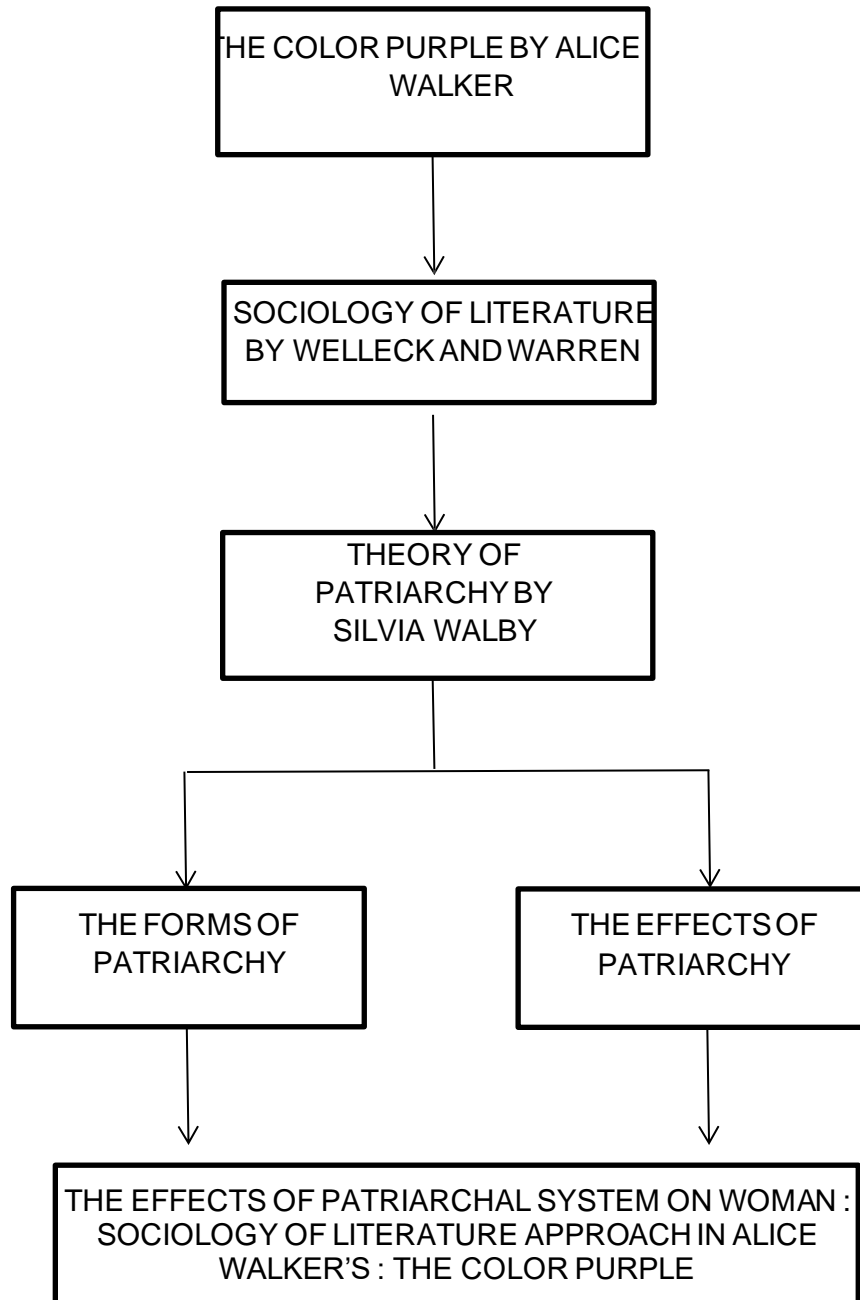 THE COLOR PURPLE BY ALICE
WALKER
SOCIOLOGY OF LITERATURE
BY WELLECK AND WARREN
THEORY OF
PATRIARCHY BY
SILVIA WALBY
THE FORMS OF
PATRIARCHY
THE EFFECTS OF
PATRIARCHY
THE EFFECTS OF PATRIARCHAL SYSTEM ON WOMAN :
SOCIOLOGY OF LITERATURE APPROACH IN ALICE
WALKER’S : THE COLOR PURPLE